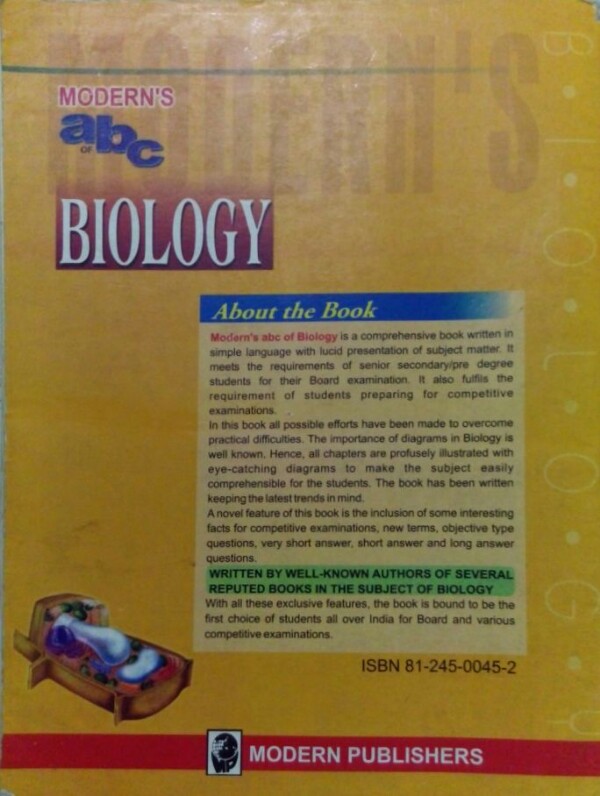 MODERN'S
MODERN'S
abc
OF
BIOLOGY
B.I.O.L.O.G.Y
About the Book
Modern's abc of Biology is a comprehensive book written in
simple language with lucid presentation of subject matter. It
meets the requirements of senior secondary/pre degree
students for their Board examination. It also fulfils the
requirement of students preparing for competitive
examinations.
In this book all possible efforts have been made to overcome
practical difficulties. The importance of diagrams in Biology is
well known. Hence, all chapters are profusely illustrated with
eye-catching diagrams to make the subject easily
comprehensible for the students. The book has been written
keeping the latest trends in mind.
A novel feature of this book is the inclusion of some interesting
facts for competitive examinations, new terms, objective type
questions, very short answer, short answer and long answer
questions.
WRITTEN BY WELL-KNOWN AUTHORS OF SEVERAL
REPUTED BOOKS IN THE SUBJECT OF BIOLOGY
With all these exclusive features, the book is bound to be the
first choice of students all over India for Board and various
competitive examinations.
ISBN 81-245-0045-2
MP
MODERN PUBLISHERS